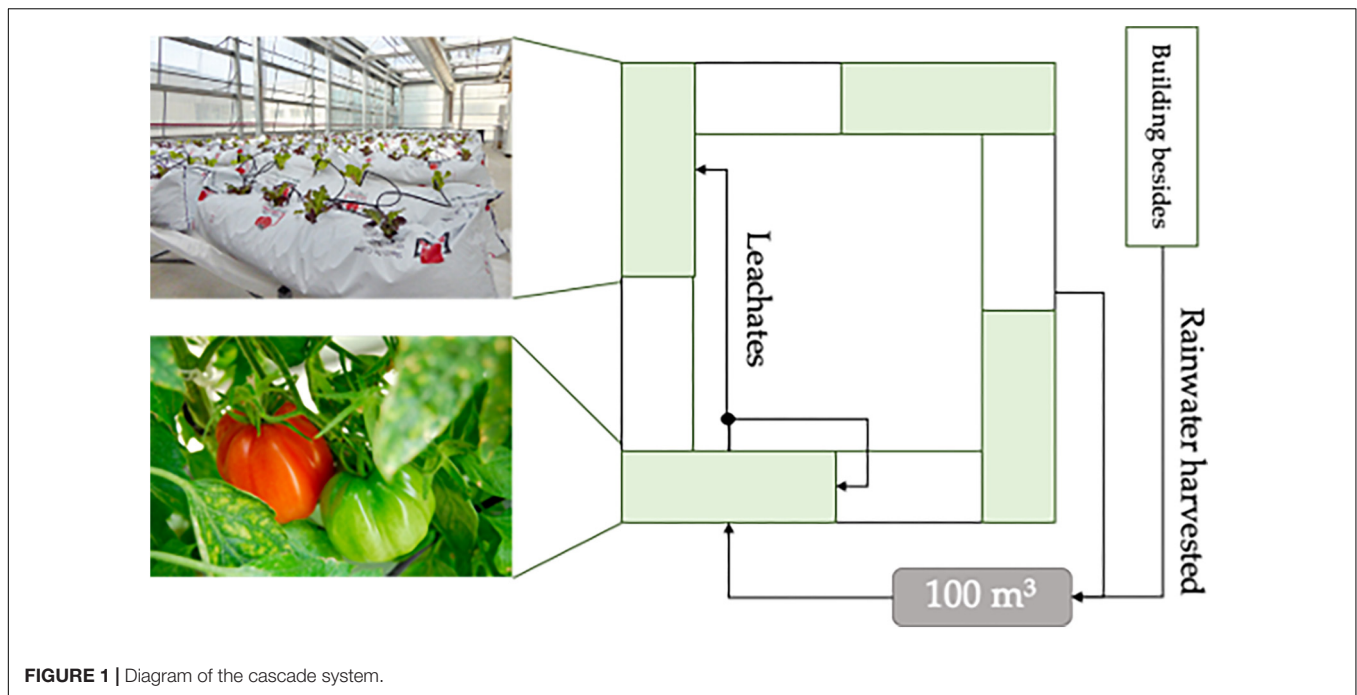 Building besides
Leachates
Rainwater harvested
100 m³
FIGURE 1 | Diagram of the cascade system.